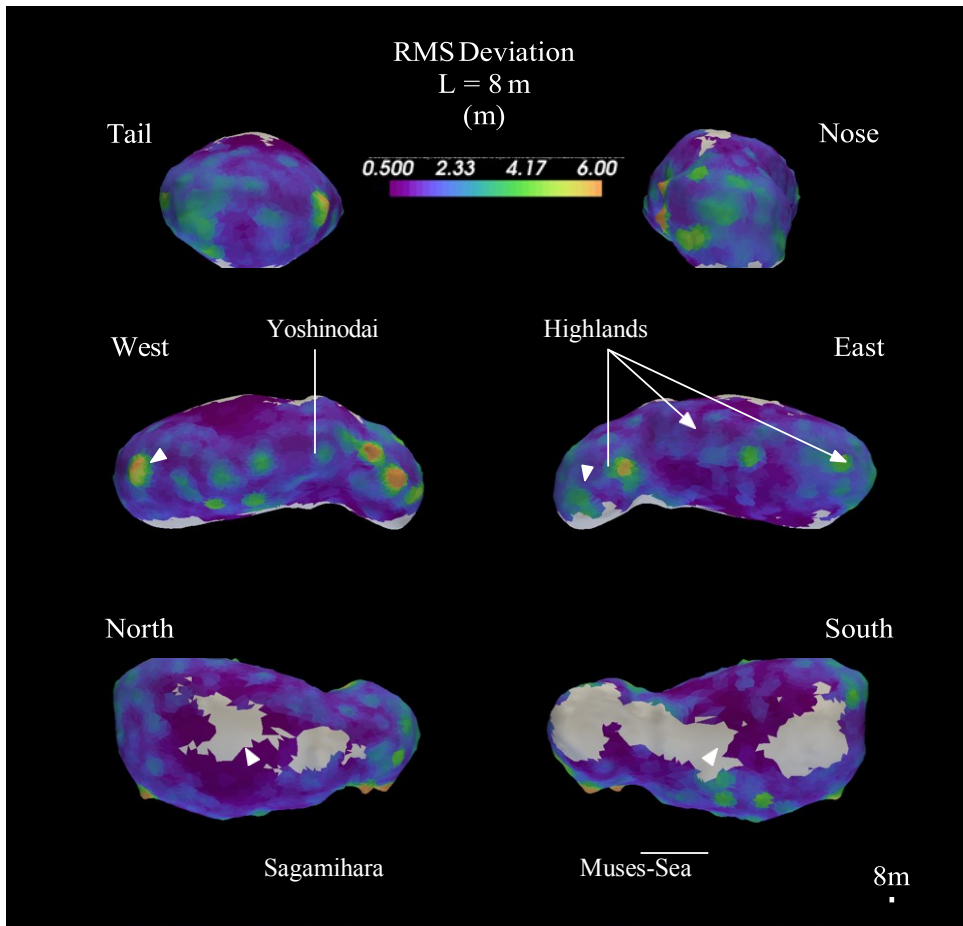 RMS Deviation
L = 8 m
(m)
Tail
Nose
0.500 2.33 4.17 6.00
Yoshinodai
Highlands
West
East
North
South
Sagamihara
Muses-Sea
8m